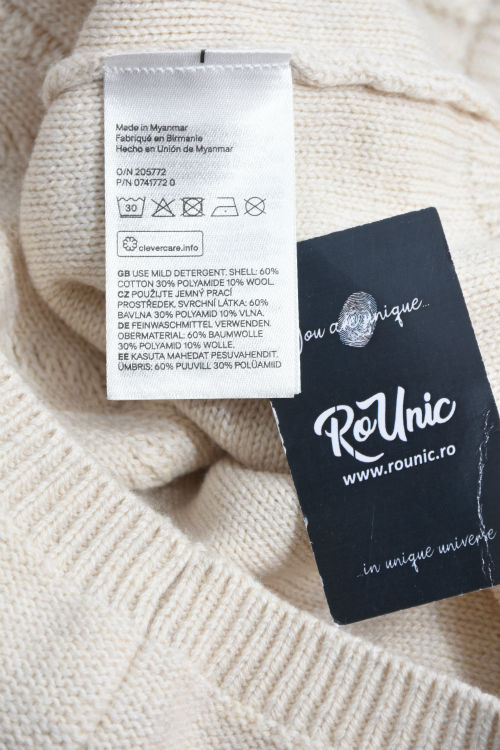 Made in Myanmar
Fabriqué en Birmanie
Hecho en Unión de Myanmar
O/N 205772
P/N 0741772 0
30
clevercare.info
GB USE MILD DETERGENT. SHELL: 60%
COTTON 30% POLYAMIDE 10% WOOL.
CZ POUŽIJTE JEMNÝ PRACÍ
PROSTŘEDEK. SVRCHNÍ LÁTKA: 60%
BAVLNA 30% POLYAMID 10% VLNA.
DE FEINWASCHMITTEL VERWENDEN.
OBERMATERIAL: 60% BAUMWOLLE
30% POLYAMID 10% WOLLE.
EE KASUTA MAHEDAT PESUVAHENDIT.
ÜMBRIS: 60% PUUVILL 30% POLÜAMIID
You are unique...
RoUnic
www.rounic.ro
...in unique universe